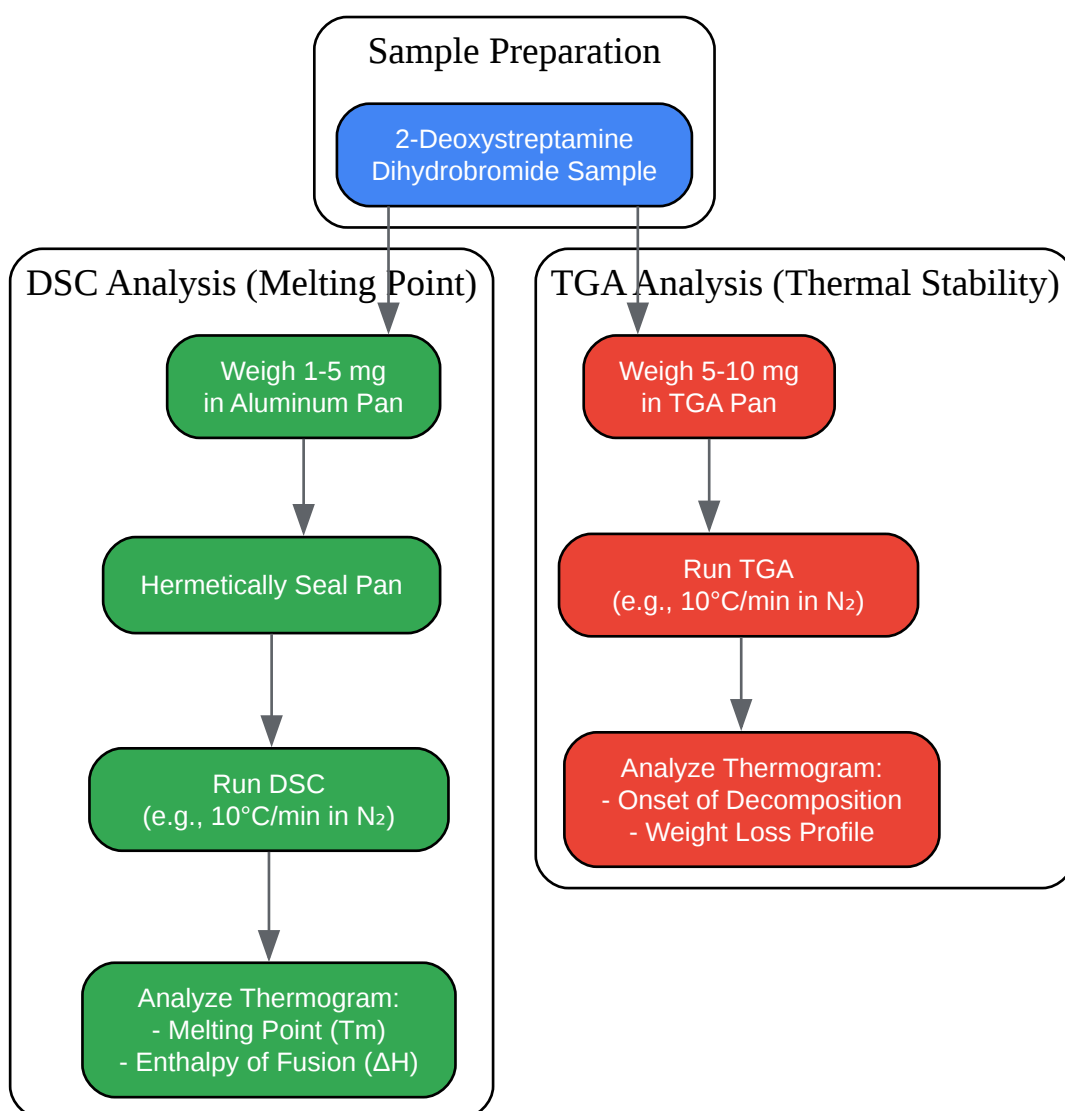 Sample Preparation
2-Deoxystreptamine
Dihydrobromide Sample
DSC Analysis (Melting Point)
Weigh 1-5 mg
in Aluminum Pan
Hermetically Seal Pan
Run DSC
(e.g., 10°C/min in N₂)
Analyze Thermogram:
- Melting Point (Tm)
- Enthalpy of Fusion (ΔH)
TGA Analysis (Thermal Stability)
Weigh 5-10 mg
in TGA Pan
Run TGA
(e.g., 10°C/min in N₂)
Analyze Thermogram:
- Onset of Decomposition
- Weight Loss Profile